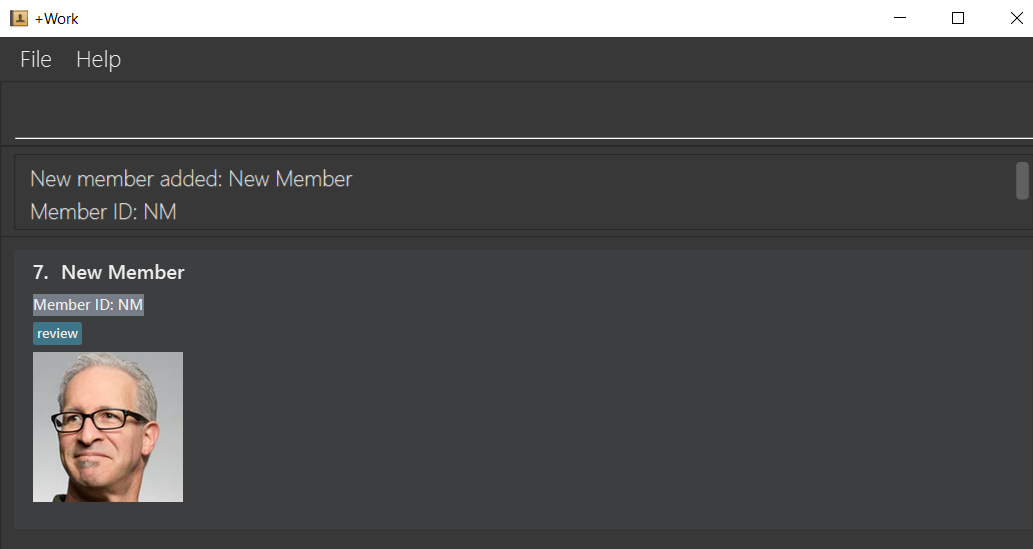 +Work
File Help
New member added: New Member
Member ID: NM
7. New Member
Member ID: NM
review